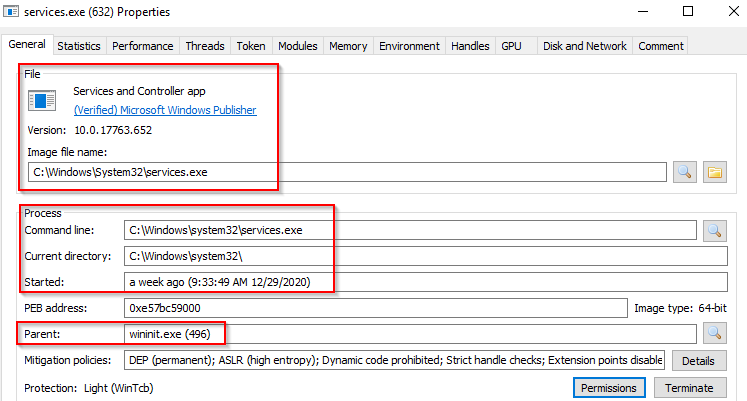 services.exe (632) Properties
General Statistics Performance Threads Token Modules Memory Environment Handles GPU Disk and Network Comment
File
Services and Controller app
(Verified) Microsoft Windows Publisher
Version: 10.0.17763.652
Image file name:
C:\Windows\System32\services.exe
Process
Command line: C:\Windows\system32\services.exe
Current directory: C:\Windows\system32\
Started: a week ago (9:33:49 AM 12/29/2020)
PEB address: 0xe57bc59000 Image type: 64-bit
Parent: wininit.exe (496)
Mitigation policies: DEP (permanent); ASLR (high entropy); Dynamic code prohibited; Strict handle checks; Extension points disable Details
Protection: Light (WinTcb) Permissions Terminate